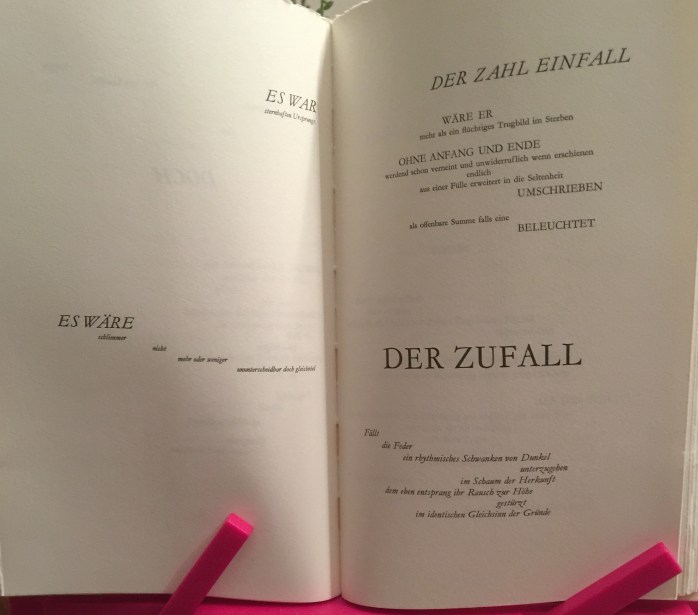 ES WAR
sternhaften Ursprungs
ES WÄRE
schlimmer
nicht
mehr oder weniger
ununterscheidbar doch gleichviel
DER ZAHL EINFALL
WÄRE ER
mehr als ein flüchtiges Trugbild im Sterben
OHNE ANFANG UND ENDE
werdend schon verneint und unwiderruflich wenn erschienen
endlich
aus einer Fülle erweitert in die Seltenheit
UMSCHRIEBEN
als offenbare Summe falls eine
BELEUCHTET
DER ZUFALL
Fällt
die Feder
ein rhythmisches Schwanken von Dunkel
unterzugehen
im Schaum der Herkunft
dem eben entsprang ihr Rausch zur Höhe
gestürzt
im identischen Gleichsinn der Gründe